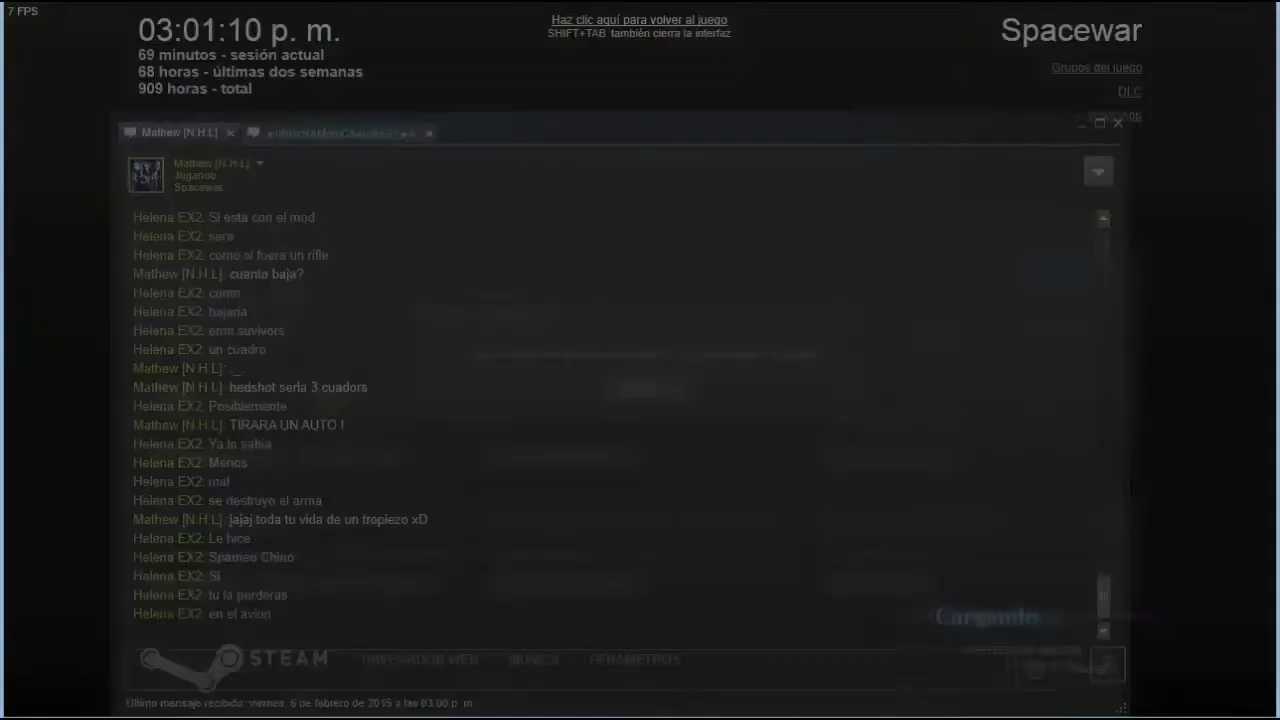 7 FPS
03:01:10 p. m.
69 minutos - sesión actual
68 horas - últimas dos semanas
909 horas - total
Haz clic aquí para volver al juego
SHIFT+TAB también cierra la interfaz
Spacewar
Grupos del juego
DLC
Mathew [N.H.L]
Mathew [N.H.L]
Jugando
Spacewar
Helena EX2: Si esta con el mod
Helena EX2: sera
Helena EX2: como si fuera un rifle
Mathew [N.H.L]: cuanto baja?
Helena EX2: comn
Helena EX2: bajaria
Helena EX2: enm suvivors
Helena EX2: un cuadro
Mathew [N.H.L]: ._.
Mathew [N.H.L]: hedshot serIa 3 cuadors
Helena EX2: Posiblemente
Mathew [N.H.L]: TIRARA UN AUTO !
Helena EX2: Ya lo sabia
Helena EX2: Menos
Helena EX2: mal
Helena EX2: se destruyo el arma
Mathew [N.H.L]: jajaj toda tu vida de un tropiezo xD
Helena EX2: Le hice
Helena EX2: Spameo Chino
Helena EX2: Si
Helena EX2: tu la perderas
Helena EX2: en el avion
Cargando
STEAM
NAVEGADOR WEB
MÚSICA
PARÁMETROS
Último mensaje recibido: viernes, 6 de febrero de 2015 a las 03:00 p. m.